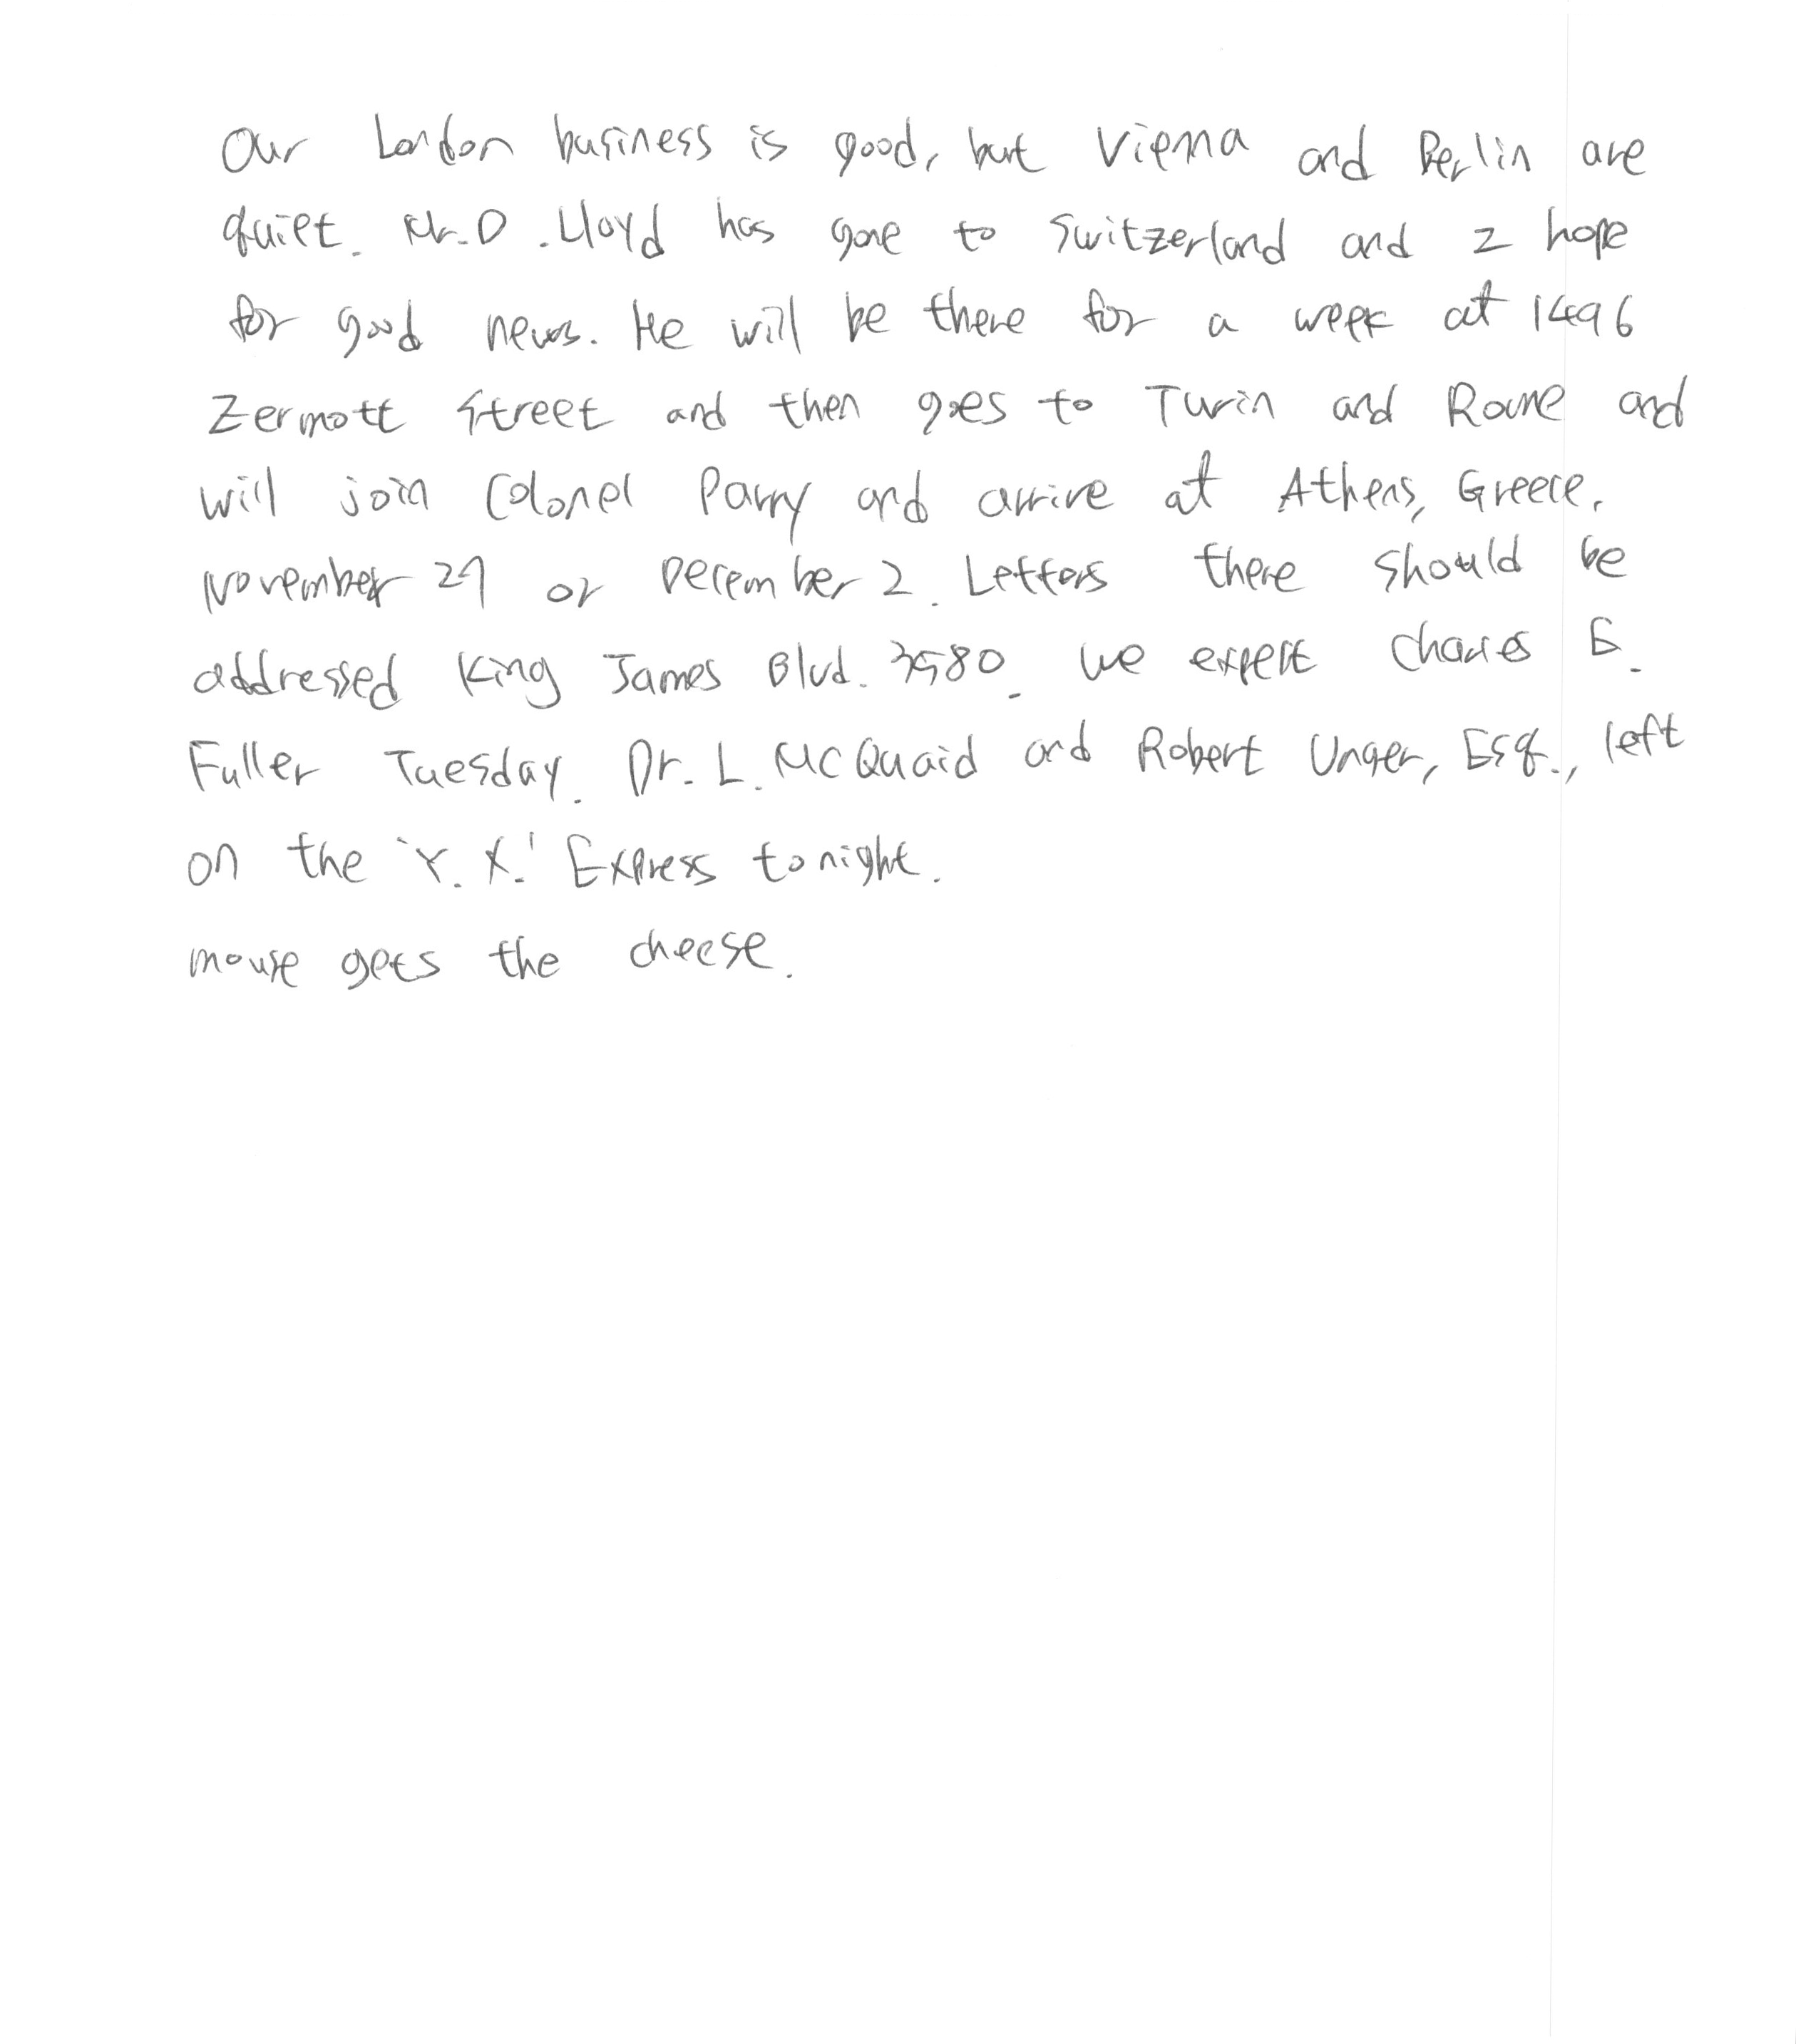 Our London business is good, but Vienna and Berlin are
quiet. Mr. D. Lloyd has gone to Switzerland and I hope
for good news. He will be there for a week at 1496
Zermott Street and then goes to Turin and Rome and
will join Colonel Parry and arrive at Athens, Greece,
November 27 or December 2. Letters there should be
addressed King James Blvd. 3580. We expect Charles E.
Fuller Tuesday. Dr. L. McQuaid and Robert Unger, Esq., left
on the 'Y. X.' Express tonight.
mouse gets the cheese.